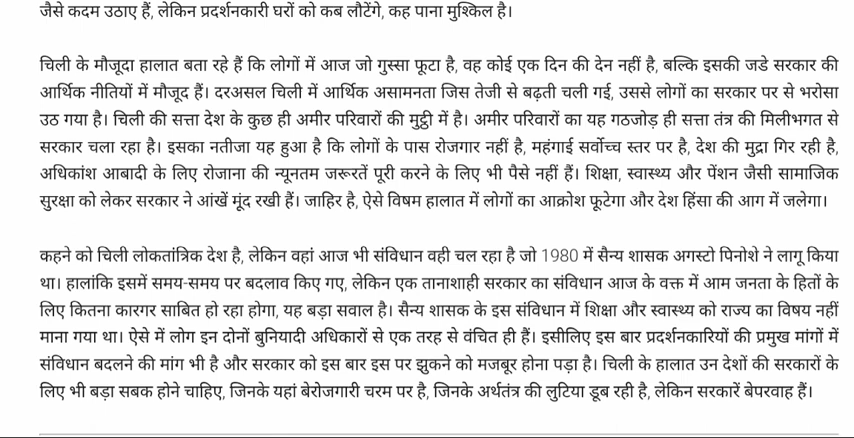 जैसे कदम उठाए हैं, लेकिन प्रदर्शनकारी घरों को कब लौटेंगे, कह पाना मुश्किल है।
चिली के मौजूदा हालात बता रहे हैं कि लोगों में आज जो गुस्सा फूटा है, वह कोई एक दिन की देन नहीं है, बल्कि इसकी जडे सरकार की
आर्थिक नीतियों में मौजूद हैं। दरअसल चिली में आर्थिक असामनता जिस तेजी से बढ़ती चली गई, उससे लोगों का सरकार पर से भरोसा
उठ गया है। चिली की सत्ता देश के कुछ ही अमीर परिवारों की मुट्ठी में है। अमीर परिवारों का यह गठजोड़ ही सत्ता तंत्र की मिलीभगत से
सरकार चला रहा है। इसका नतीजा यह हुआ है कि लोगों के पास रोजगार नहीं है, महंगाई सर्वोच्च स्तर पर है, देश की मुद्रा गिर रही है,
अधिकांश आबादी के लिए रोजाना की न्यूनतम जरूरतें पूरी करने के लिए भी पैसे नहीं हैं। शिक्षा, स्वास्थ्य और पेंशन जैसी सामाजिक
सुरक्षा को लेकर सरकार ने आंखें मूंद रखी हैं। जाहिर है, ऐसे विषम हालात में लोगों का आक्रोश फूटेगा और देश हिंसा की आग में जलेगा।
कहने को चिली लोकतांत्रिक देश है, लेकिन वहां आज भी संविधान वही चल रहा है जो 1980 में सैन्य शासक अगस्टो पिनोशे ने लागू किया
था। हालांकि इसमें समय-समय पर बदलाव किए गए, लेकिन एक तानाशाही सरकार का संविधान आज के वक्त में आम जनता के हितों के
लिए कितना कारगर साबित हो रहा होगा, यह बड़ा सवाल है। सैन्य शासक के इस संविधान में शिक्षा और स्वास्थ्य को राज्य का विषय नहीं
माना गया था। ऐसे में लोग इन दोनों बुनियादी अधिकारों से एक तरह से वंचित ही हैं। इसीलिए इस बार प्रदर्शनकारियों की प्रमुख मांगों में
संविधान बदलने की मांग भी है और सरकार को इस बार इस पर झुकने को मजबूर होना पड़ा है। चिली के हालात उन देशों की सरकारों के
लिए भी बड़ा सबक होने चाहिए, जिनके यहां बेरोजगारी चरम पर है, जिनके अर्थतंत्र की लुटिया डूब रही है, लेकिन सरकारें बेपरवाह हैं।